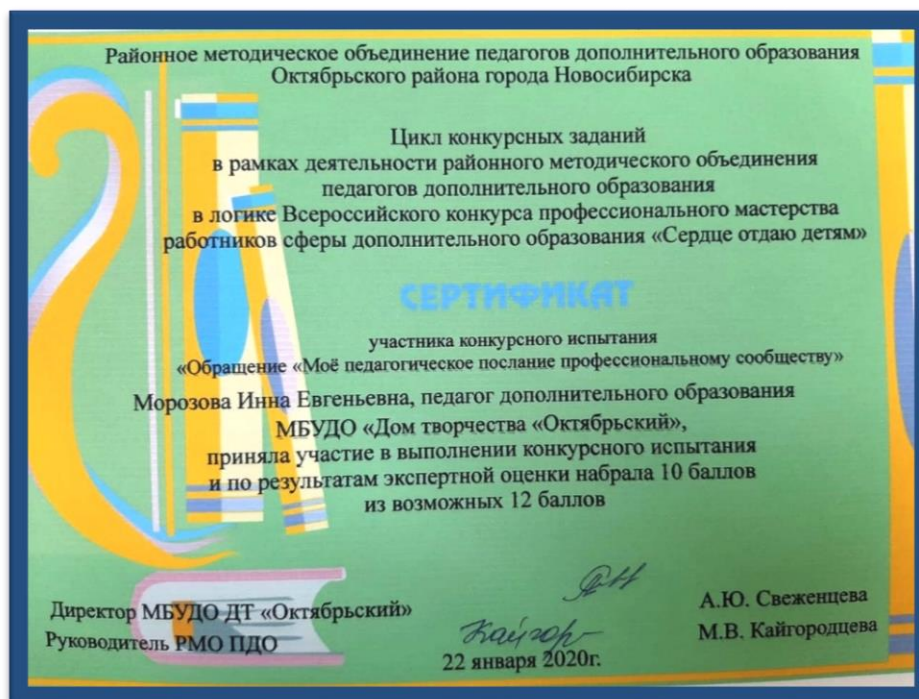 Районное методическое объединение педагогов дополнительного образования
Октябрьского района города Новосибирска
Цикл конкурсных заданий
в рамках деятельности районного методического объединения
педагогов дополнительного образования
в логике Всероссийского конкурса профессионального мастерства
работников сферы дополнительного образования «Сердце отдаю детям»
СЕРТИФИКАТ
участника конкурсного испытания
«Обращение «Моё педагогическое послание профессиональному сообществу»
Морозова Инна Евгеньевна, педагог дополнительного образования
МБУДО «Дом творчества «Октябрьский»,
приняла участие в выполнении конкурсного испытания
и по результатам экспертной оценки набрала 10 баллов
из возможных 12 баллов
Директор МБУДО ДТ «Октябрьский» А.Ю. Свеженцева
Руководитель РМО ПДО Кайгор М.В. Кайгородцева
22 января 2020г.